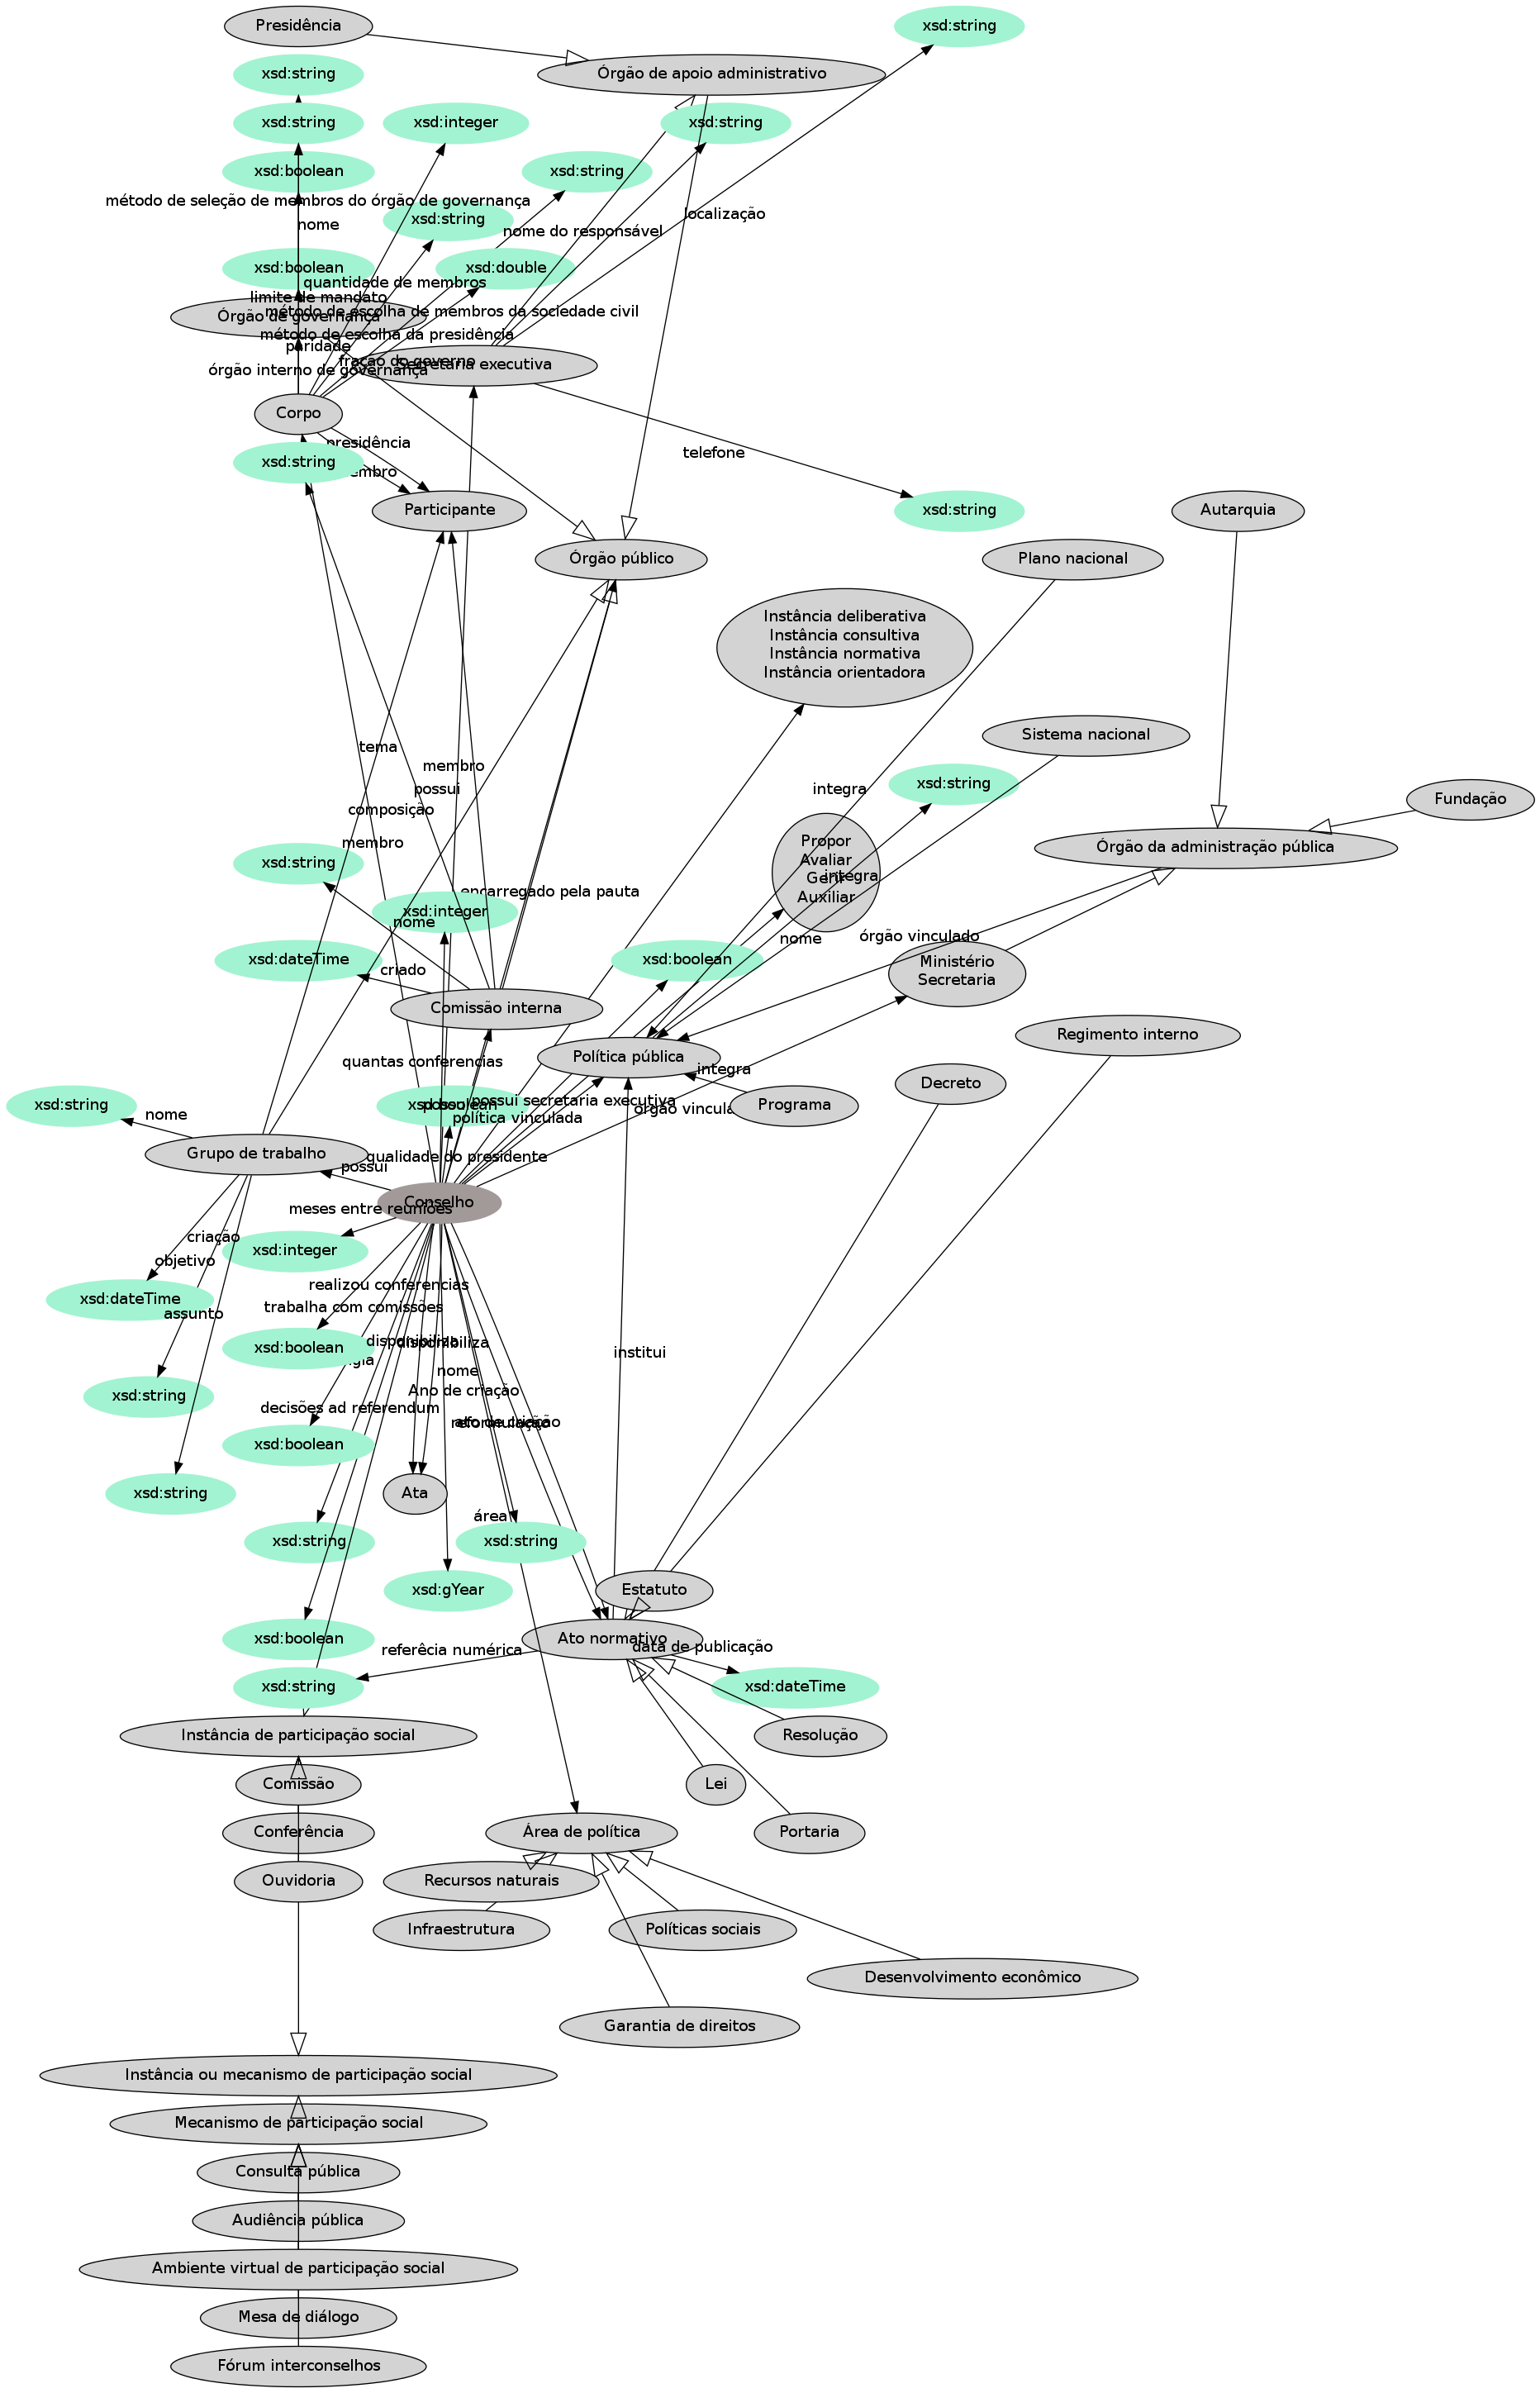 Presidência
xsd:string
xsd:string
Órgão de apoio administrativo
xsd:string
xsd:integer
xsd:string
xsd:boolean
xsd:string
método de seleção de membros do órgão de governança
xsd:string
localização
nome
nome do responsável
xsd:boolean
xsd:double
quantidade de membros
limite de mandato
método de escolha de membros da sociedade civil
Órgão de governança
método de escolha da presidência
paridade
fração do governo
Secretaria executiva
órgão interno de governança
Corpo
presidência
telefone
xsd:string
membro
Participante
xsd:string
Autarquia
Órgão público
Plano nacional
Instância deliberativa
Instância consultiva
Instância normativa
Instância orientadora
Sistema nacional
tema
membro
possui
integra
xsd:string
Fundação
composição
membro
Propor
Avaliar
Gerir
Auxiliar
Órgão da administração pública
xsd:string
integra
encarregado pela pauta
xsd:integer
nome
nome
órgão vinculado
xsd:dateTime
criado
xsd:boolean
Ministério
Secretaria
Comissão interna
Regimento interno
quantas conferencias
Política pública
integra
Decreto
xsd:string
nome
xsd:boolean
possui
possui secretaria executiva
órgão vinculado
Programa
política vinculada
Grupo de trabalho
qualidade do presidente
possui
Conselho
meses entre reuniões
criação
xsd:integer
objetivo
realizou conferencias
xsd:dateTime
assunto
trabalha com comissões
xsd:boolean
disponibiliza
disponibiliza
institui
sigla
nome
xsd:string
Ano de criação
decisões ad referendum
reformulação
ato de criação
xsd:boolean
xsd:string
Ata
área
xsd:string
xsd:string
xsd:gYear
Estatuto
xsd:boolean
Ato normativo
referêcia numérica
data de publicação
xsd:string
xsd:dateTime
Instância de participação social
Resolução
Comissão
Lei
Conferência
Área de política
Portaria
Ouvidoria
Recursos naturais
Infraestrutura
Políticas sociais
Desenvolvimento econômico
Garantia de direitos
Instância ou mecanismo de participação social
Mecanismo de participação social
Consulta pública
Audiência pública
Ambiente virtual de participação social
Mesa de diálogo
Fórum interconselhos